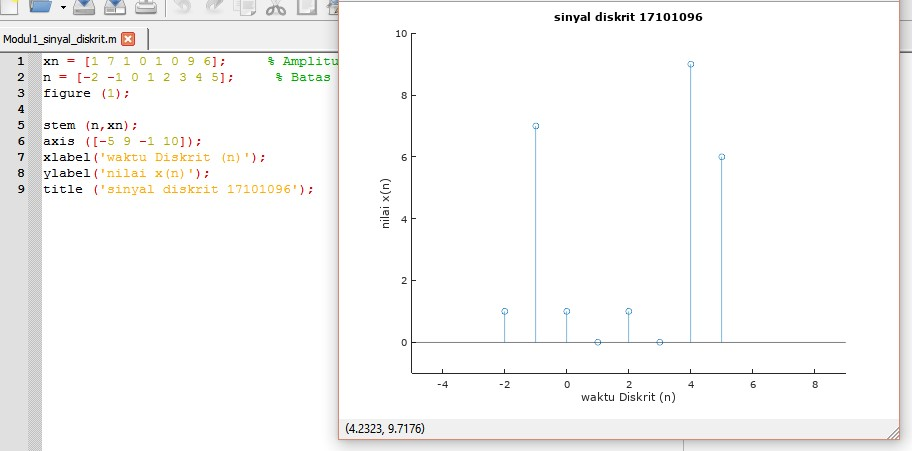 Modul1_sinyal_diskrit.m
1 xn = [1 7 1 0 1 0 9 6]; % Amplitu
2 n = [-2 -1 0 1 2 3 4 5]; % Batas
3 figure (1);
4
5 stem (n,xn);
6 axis ([-5 9 -1 10]);
7 xlabel('waktu Diskrit (n)');
8 ylabel('nilai x(n)');
9 title ('sinyal diskrit 17101096');
sinyal diskrit 17101096
10
8
6
4
2
0
nilai x(n)
-4 -2 0 2 4 6 8
waktu Diskrit (n)
(4.2323, 9.7176)